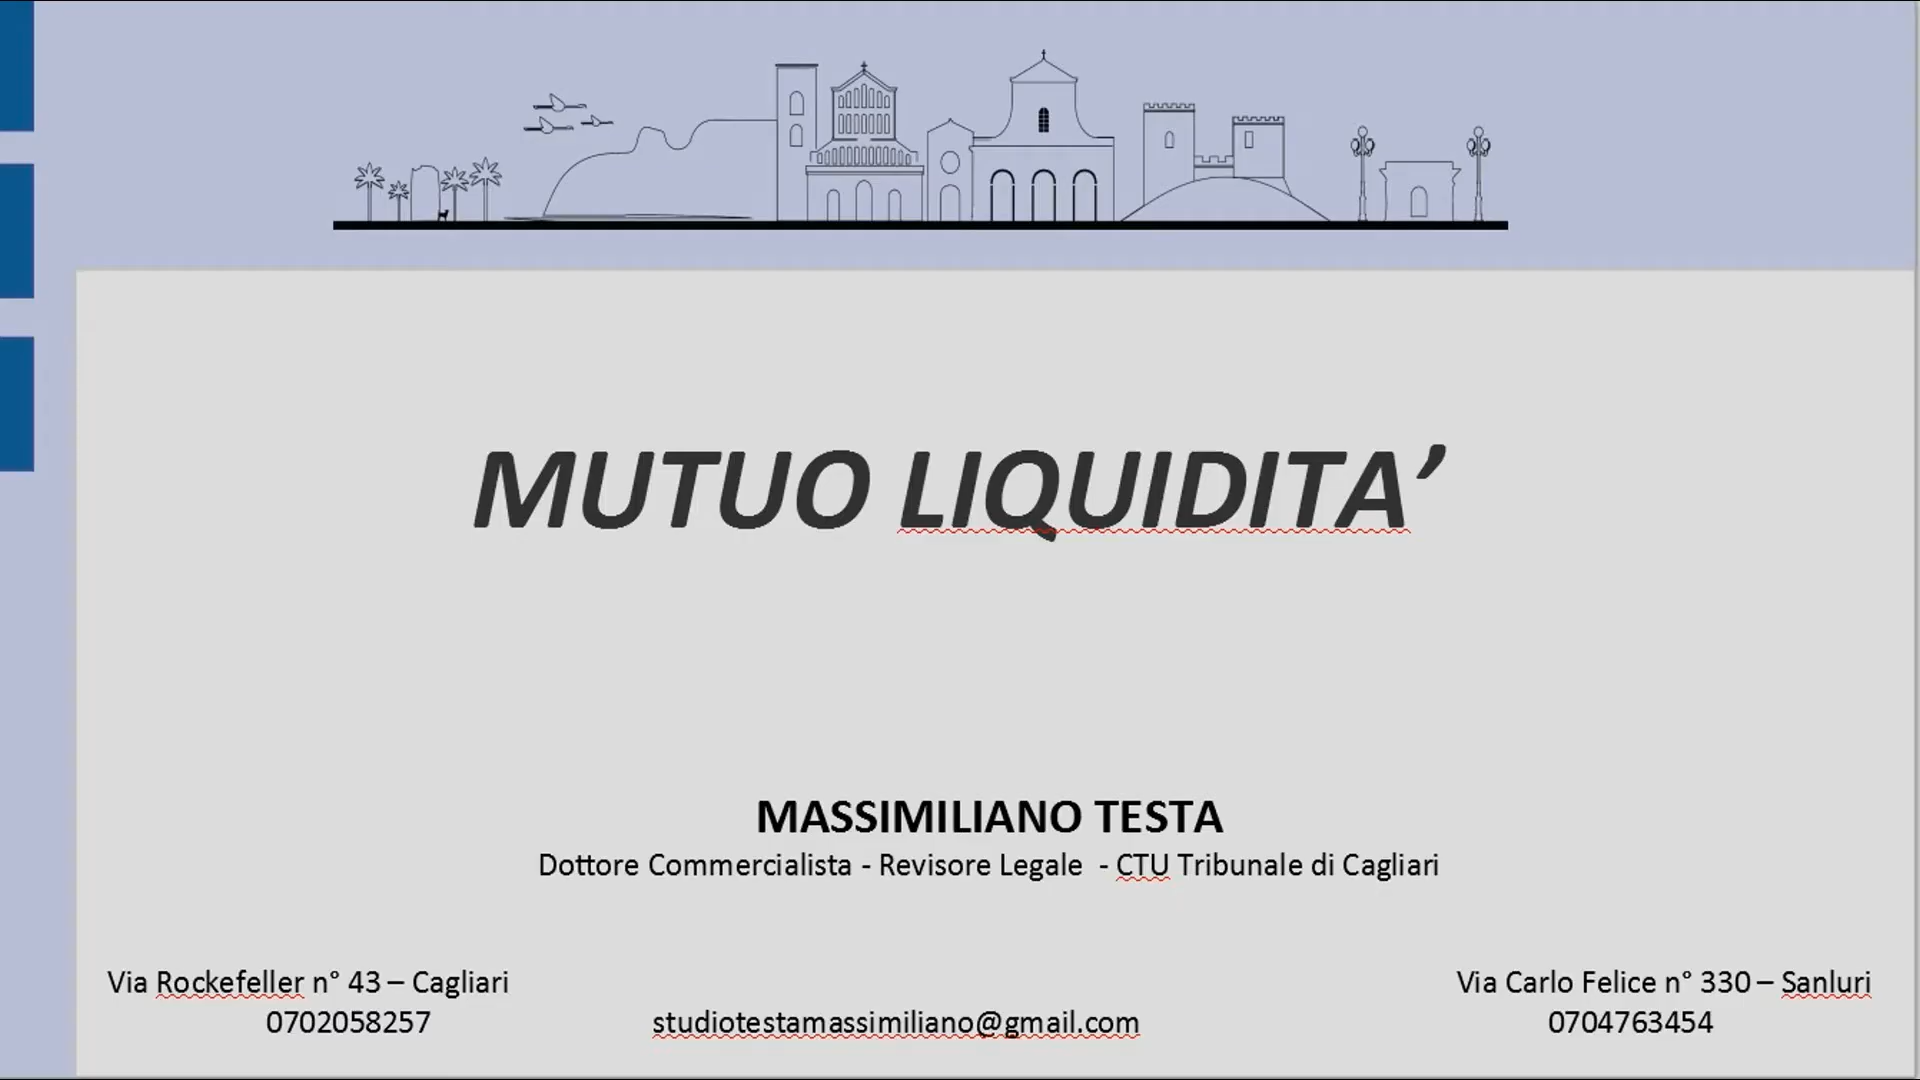 MUTUO LIQUIDITA’
MASSIMILIANO TESTA
Dottore Commercialista - Revisore Legale - CTU Tribunale di Cagliari
Via Rockefeller n° 43 – Cagliari
0702058257
studiotestamassimiliano@gmail.com
Via Carlo Felice n° 330 – Sanluri
0704763454